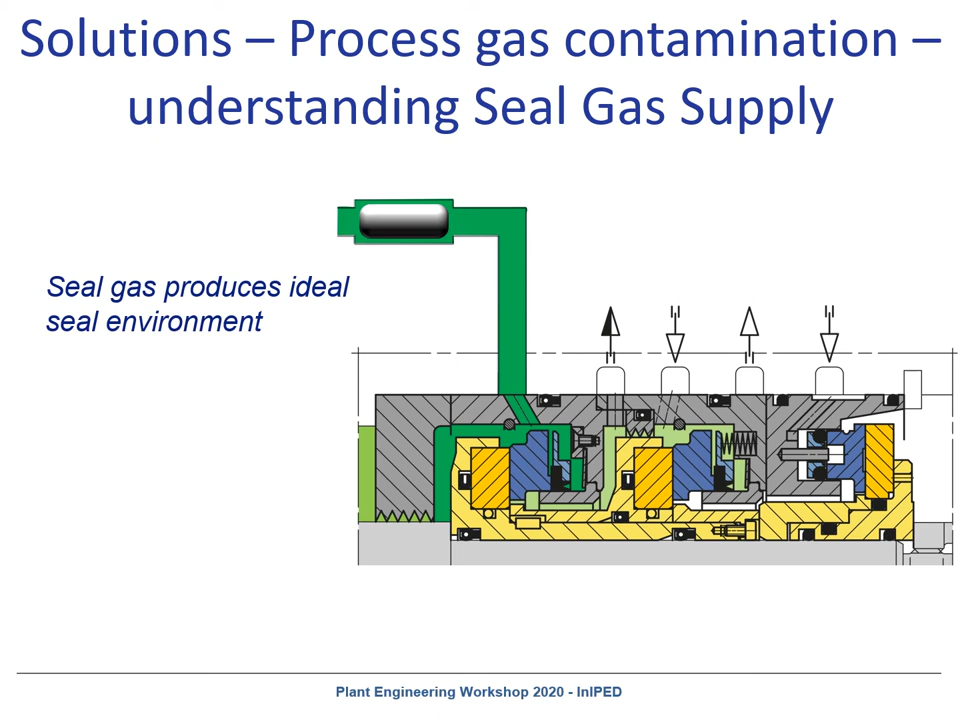 Solutions – Process gas contamination –
understanding Seal Gas Supply
Seal gas produces ideal
seal environment
Plant Engineering Workshop 2020 - InIPED